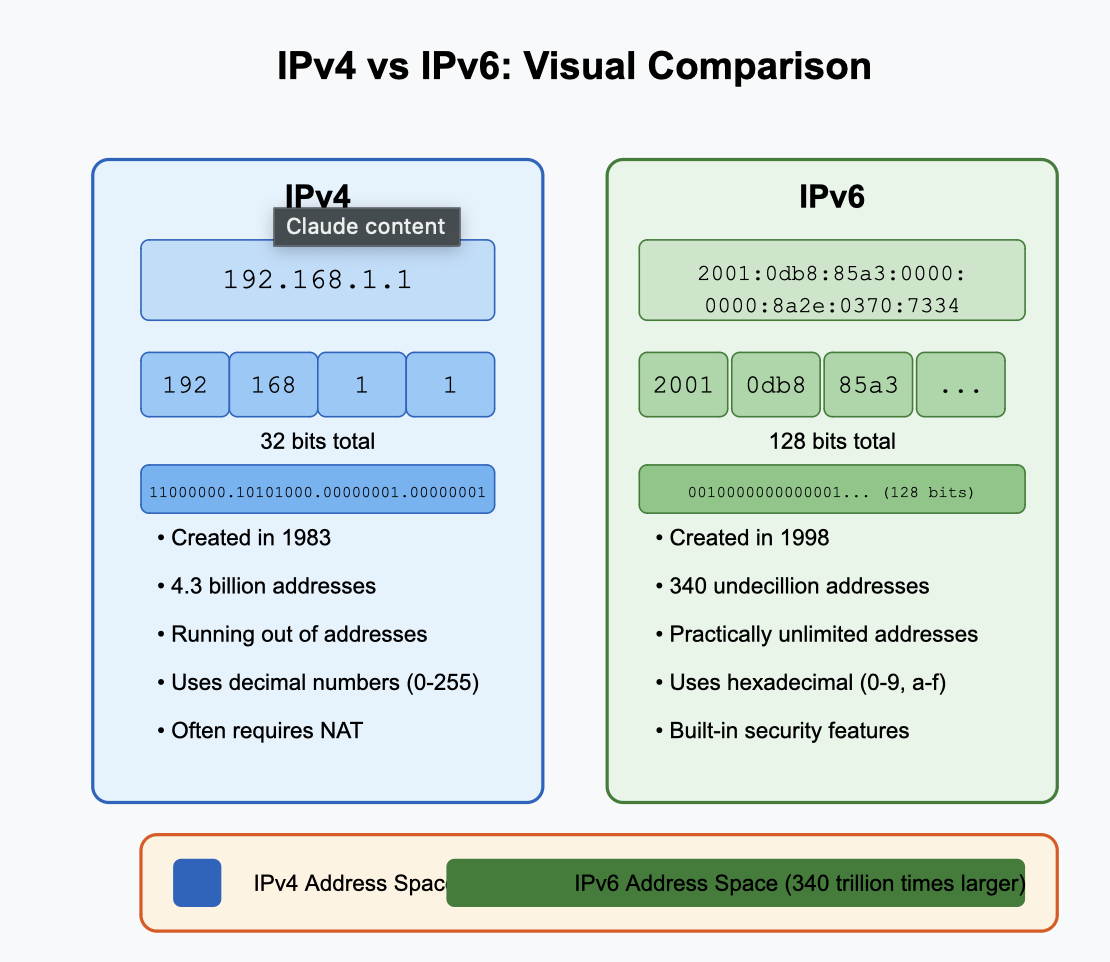 IPv4 vs IPv6: Visual Comparison
IPv4
Claude content
192.168.1.1
192 168 1 1
32 bits total
11000000.10101000.00000001.00000001
• Created in 1983
• 4.3 billion addresses
• Running out of addresses
• Uses decimal numbers (0-255)
• Often requires NAT
IPv6
2001:0db8:85a3:0000:
0000:8a2e:0370:7334
2001 0db8 85a3 ...
128 bits total
0010000000000001... (128 bits)
• Created in 1998
• 340 undecillion addresses
• Practically unlimited addresses
• Uses hexadecimal (0-9, a-f)
• Built-in security features
IPv4 Address Spac
IPv6 Address Space (340 trillion times larger)